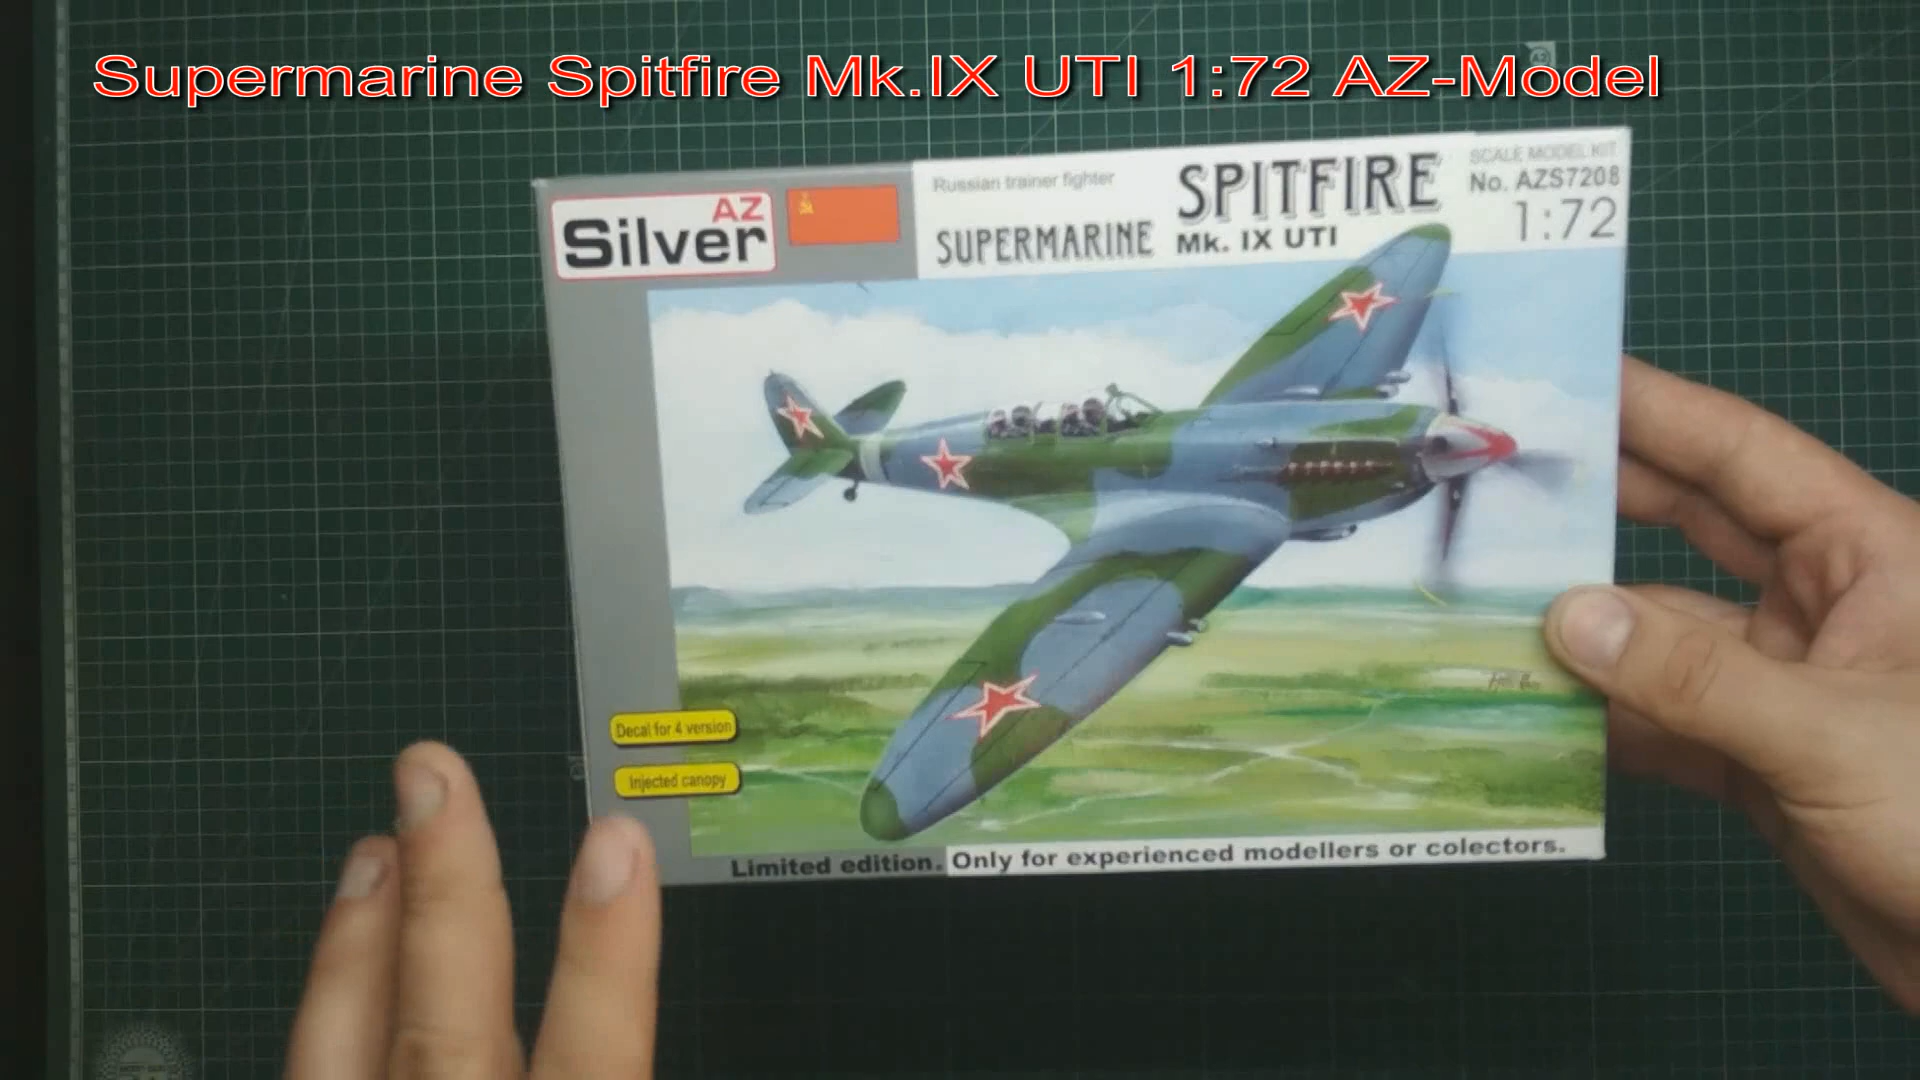 Supermarine Spitfire Mk.IX UTI 1:72 AZ-Model
AZ
Silver
Russian trainer fighter
SUPERMARINE
SPITFIRE
Mk. IX UTI
SCALE MODEL KIT
No. AZS7208
1:72
Decal for 4 version
Injected canopy
Limited edition. Only for experienced modellers or colectors.